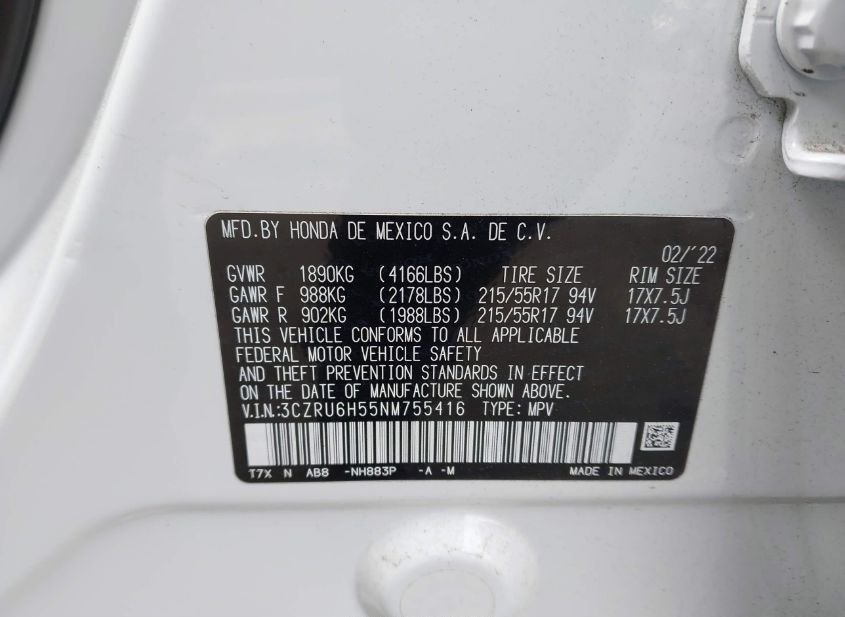 MFD.BY HONDA DE MEXICO S.A. DE C.V.
02/'22
GVWR 1890KG (4166LBS) TIRE SIZE RIM SIZE
GAWR F 988KG (2178LBS) 215/55R17 94V 17X7.5J
GAWR R 902KG (1988LBS) 215/55R17 94V 17X7.5J
THIS VEHICLE CONFORMS TO ALL APPLICABLE
FEDERAL MOTOR VEHICLE SAFETY
AND THEFT PREVENTION STANDARDS IN EFFECT
ON THE DATE OF MANUFACTURE SHOWN ABOVE.
V.I.N.:3CZRU6H55NM755416 TYPE: MPV
T7X N AB8 -NH883P -A -M MADE IN MEXICO